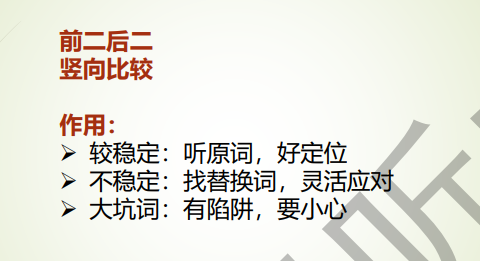 前二后二
竖向比较
作用：
➢ 较稳定：听原词，好定位
➢ 不稳定：找替换词，灵活应对
➢ 大坑词：有陷阱，要小心
听